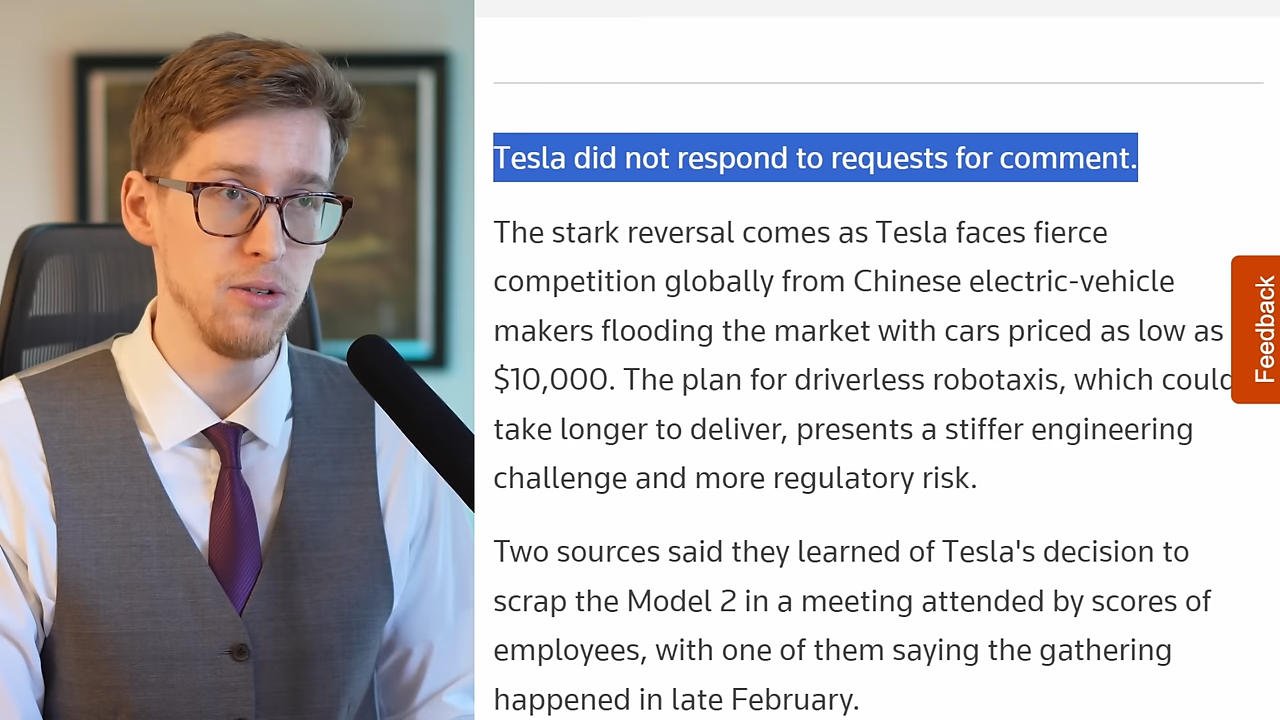 Tesla did not respond to requests for comment.
The stark reversal comes as Tesla faces fierce
competition globally from Chinese electric-vehicle
makers flooding the market with cars priced as low as
$10,000. The plan for driverless robotaxis, which could
take longer to deliver, presents a stiffer engineering
challenge and more regulatory risk.
Two sources said they learned of Tesla's decision to
scrap the Model 2 in a meeting attended by scores of
employees, with one of them saying the gathering
happened in late February.
Feedback